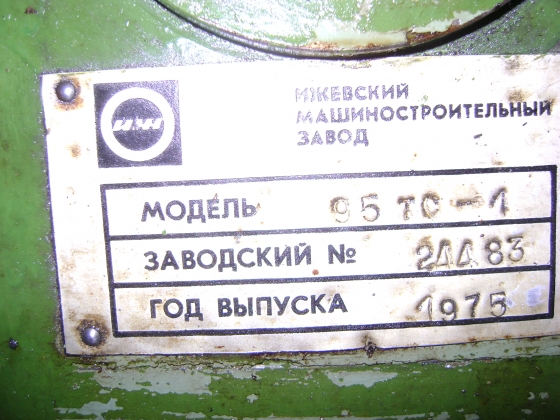 ИЖЕВСКИЙ
МАШИНОСТРОИТЕЛЬНЫЙ
ЗАВОД
МОДЕЛЬ 95 ТС-1
ЗАВОДСКИЙ № 24483
ГОД ВЫПУСКА 1975